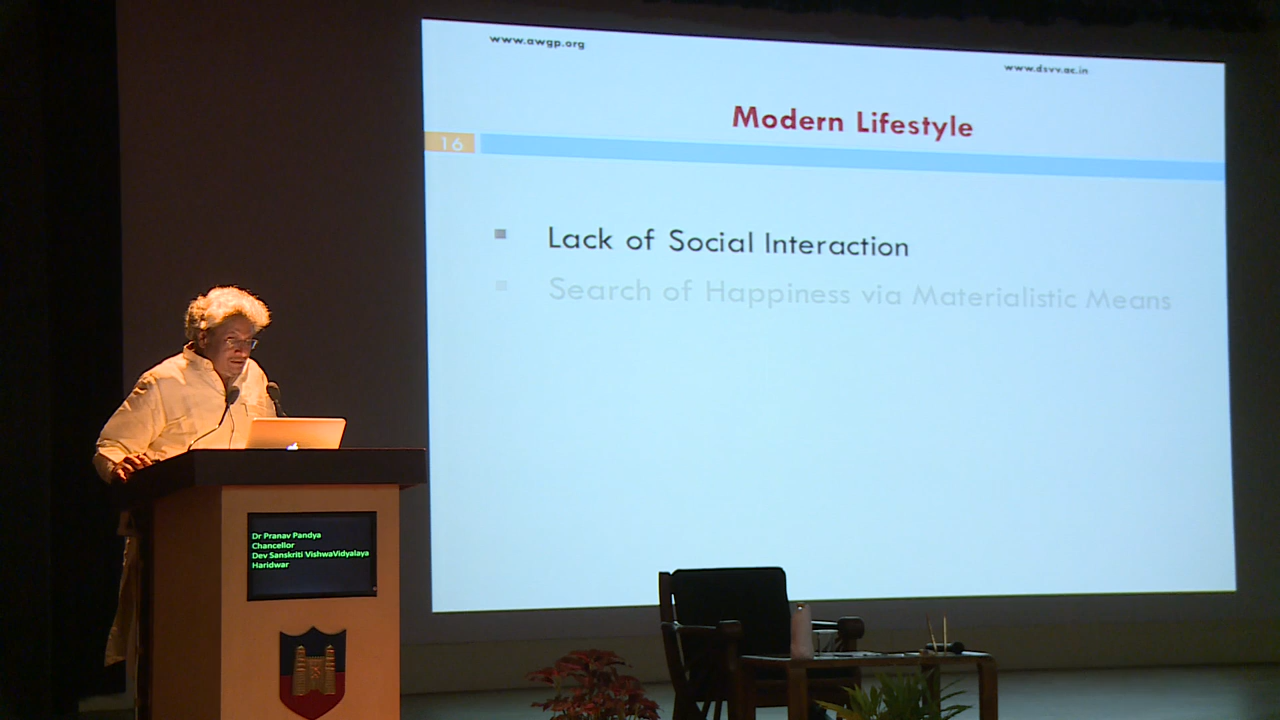 www.awgp.org
www.dsvv.ac.in
Modern Lifestyle
16
Lack of Social Interaction
Search of Happiness via Materialistic Means
Dr Pranav Pandya
Chancellor
Dev Sanskriti VishwaVidyalaya
Haridwar